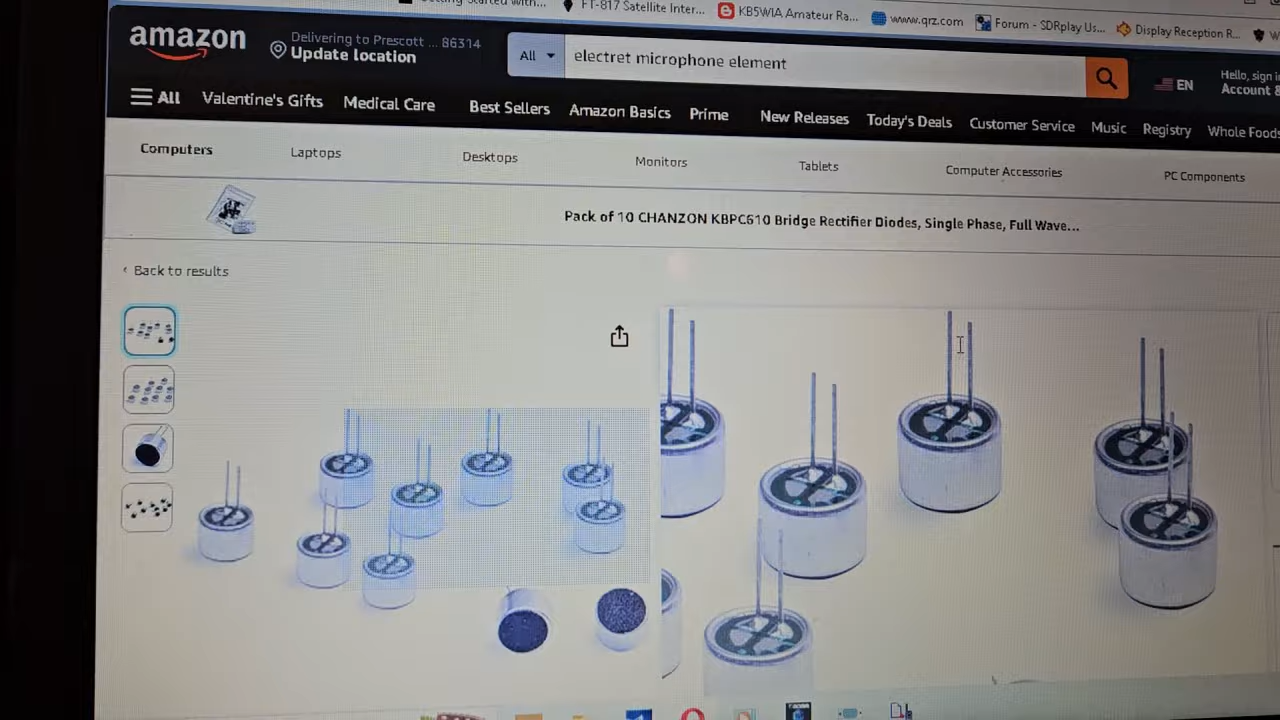 FT-817 Satellite Inter...
KB5WIA Amateur Ra...
www.qrz.com
Forum - SDRplay Us...
Display Reception R...
amazon
Delivering to Prescott ... 86314
Update location
All
electret microphone element
EN
Hello, sign i
Account &
All
Valentine's Gifts
Medical Care
Best Sellers
Amazon Basics
Prime
New Releases
Today's Deals
Customer Service
Music
Registry
Whole Foods
Computers
Laptops
Desktops
Monitors
Tablets
Computer Accessories
PC Components
Pack of 10 CHANZON KBPC610 Bridge Rectifier Diodes, Single Phase, Full Wave...
‹ Back to results